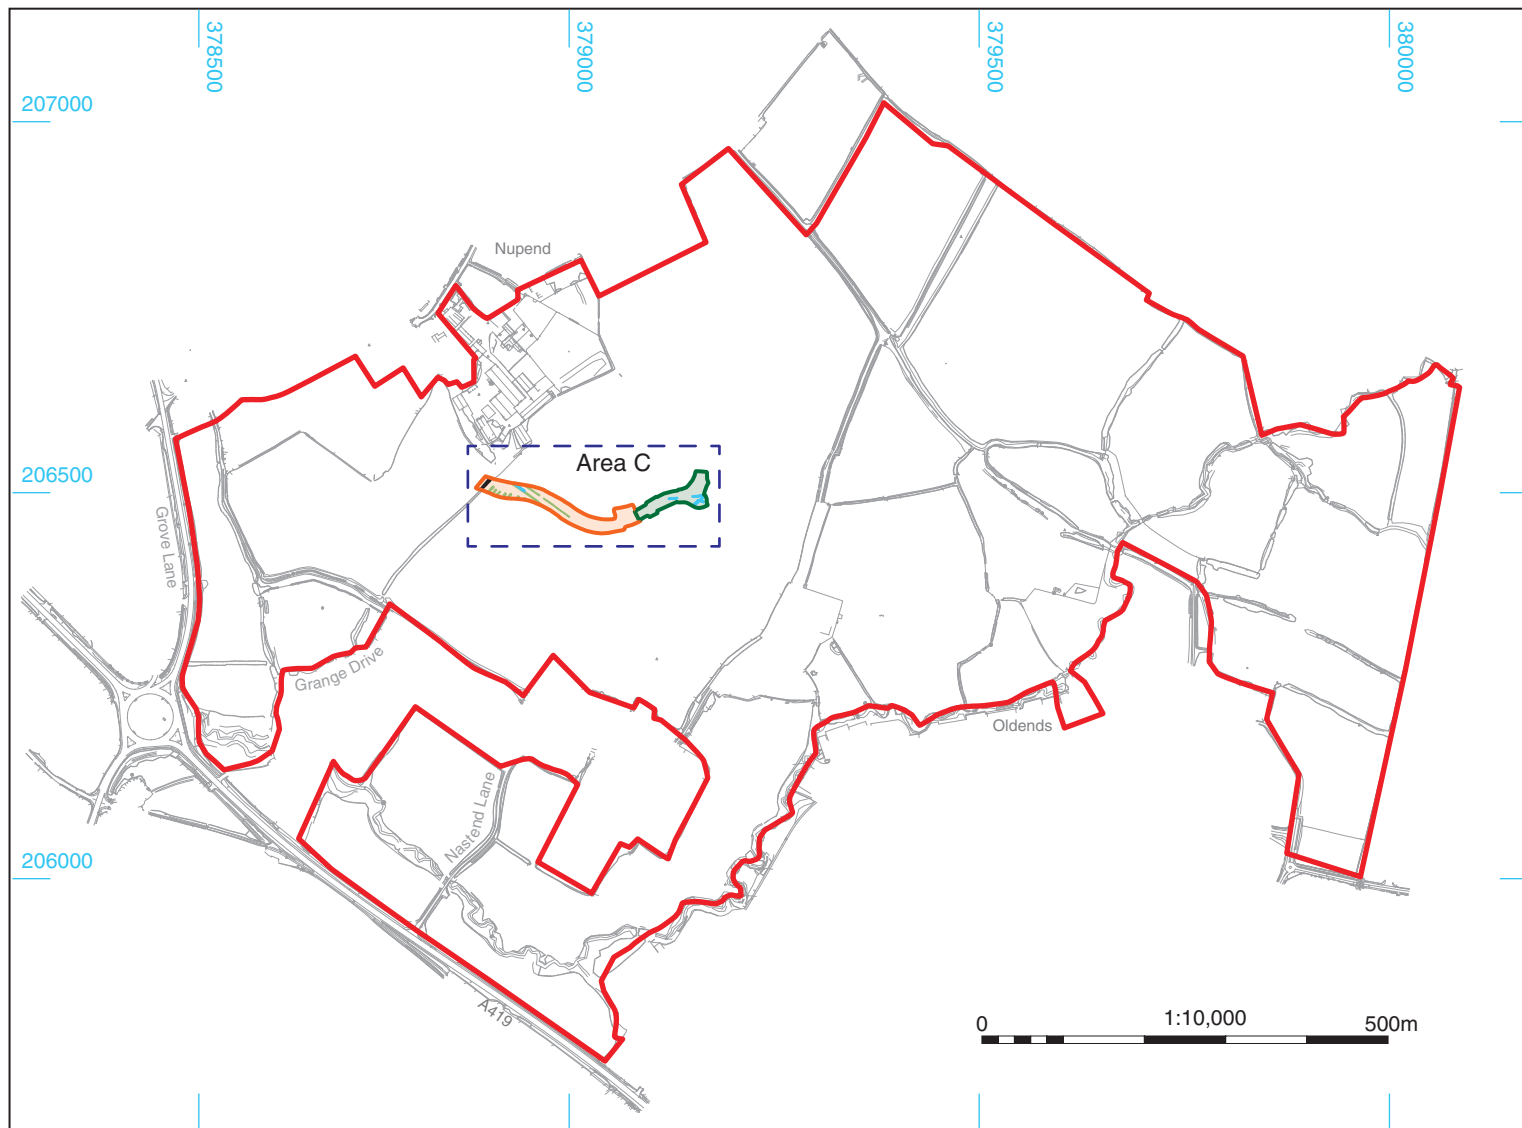 378500
379000
379500
380000
207000
Nupend
Area C
206500
Grove Lane
Grange Drive
Oldends
Nastend Lane
206000
A419
0
1:10,000
500m